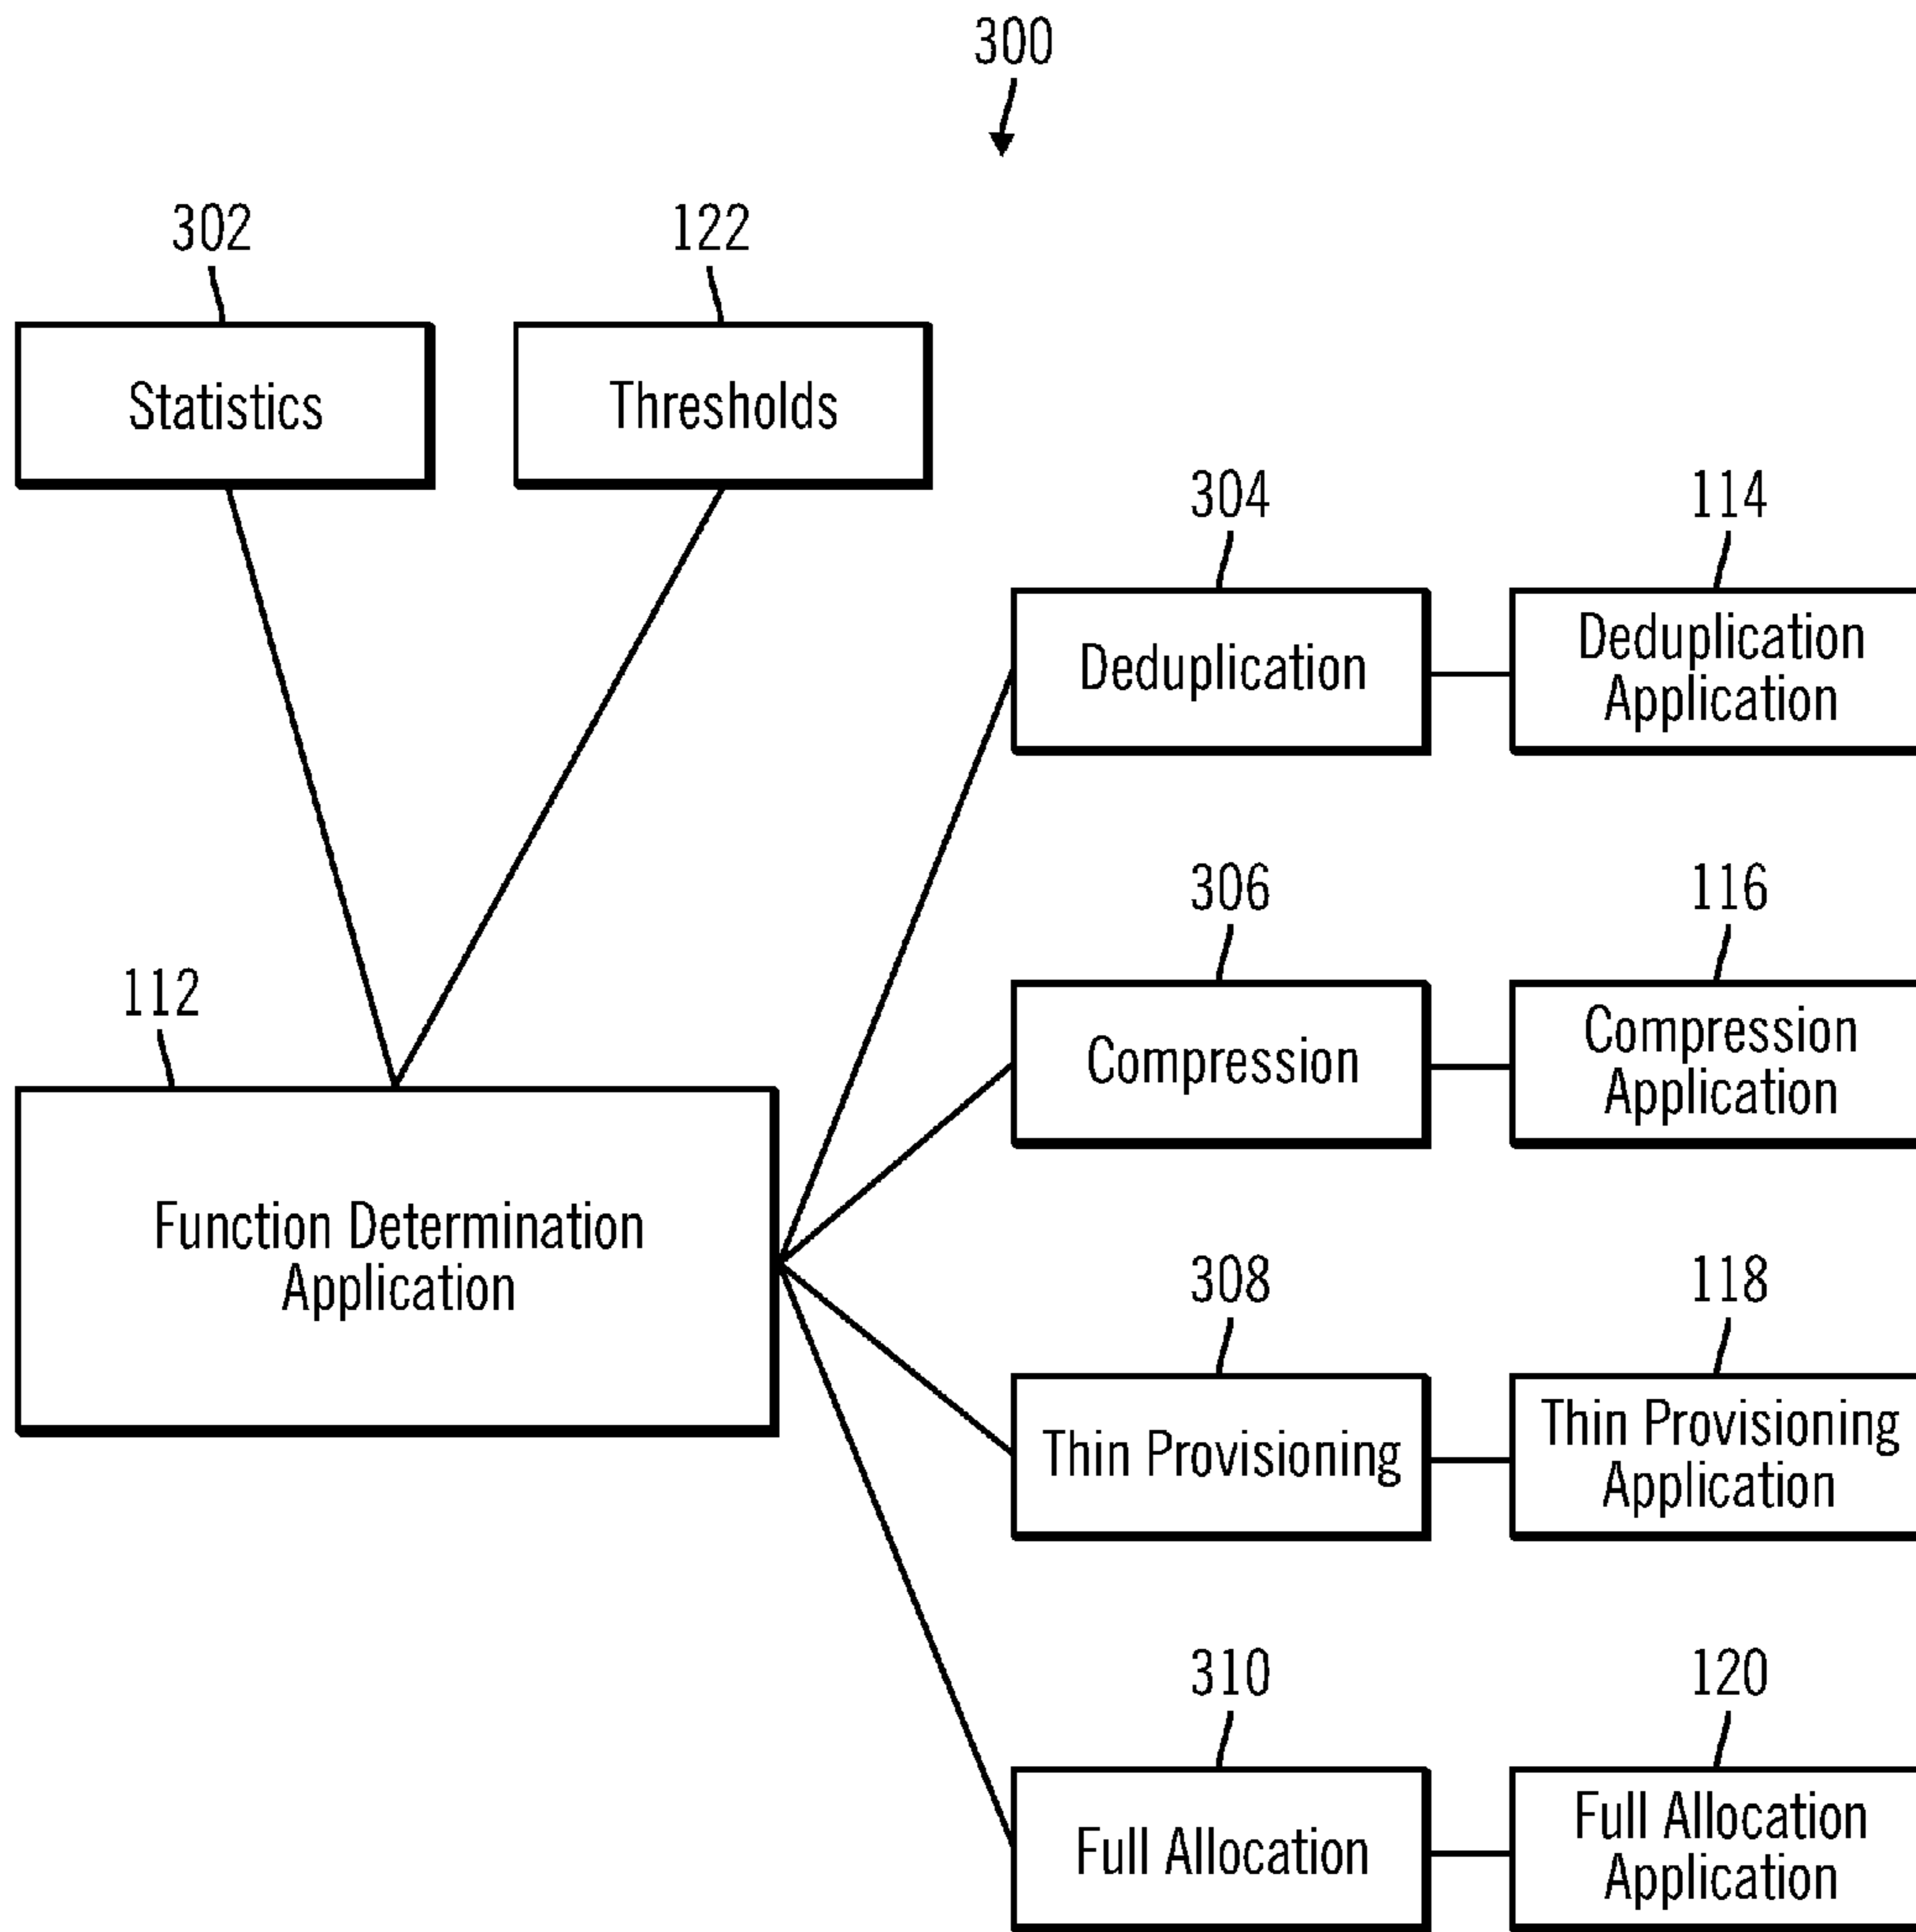 300
302
122
Statistics
Thresholds
304
114
Deduplication
Deduplication
Application
306
116
Compression
Compression
Application
112
Function Determination
Application
308
118
Thin Provisioning
Thin Provisioning
Application
310
120
Full Allocation
Full Allocation
Application